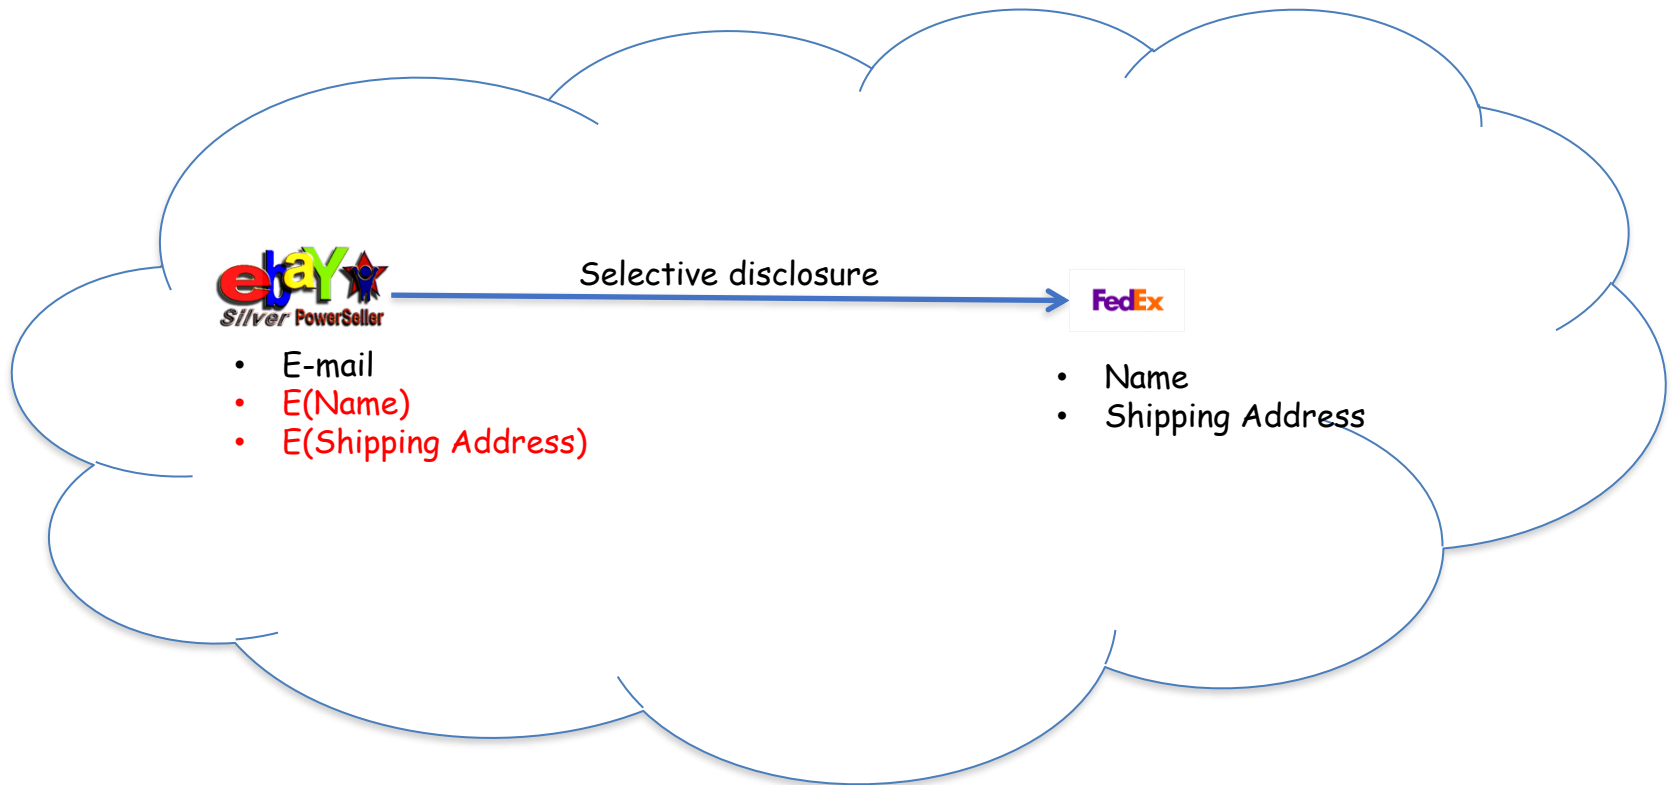 Selective disclosure
ebaY
Silver PowerSeller
FedEx
• E-mail
• E(Name)
• E(Shipping Address)
• Name
• Shipping Address